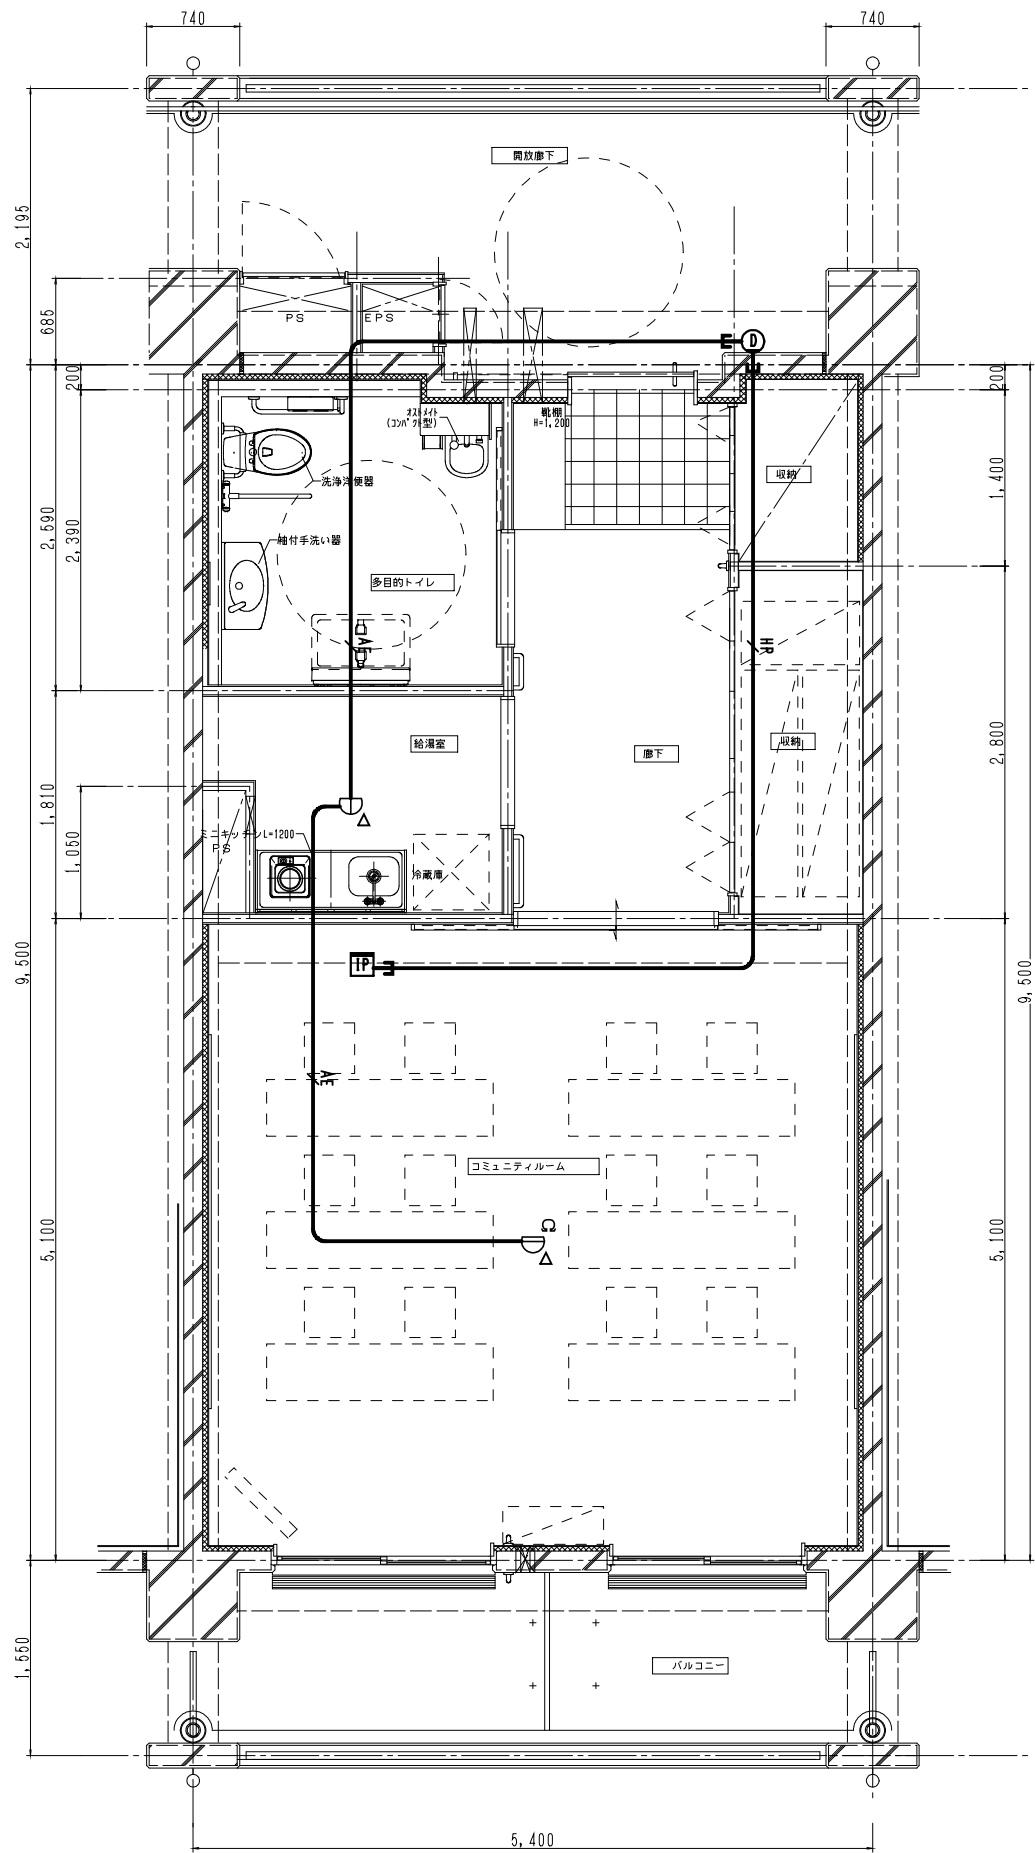 740
740
開放廊下
2,195
685
PS
EPS
D
E
E
200
200
オストメイト
(コンパクト型)
靴棚
H=1,200
洗浄洋便器
収納
1,400
2,590
2,390
袖付手洗い器
多目的トイレ
AE
HR
給湯室
廊下
収納
2,800
1,810
1,050
ミニキッチンL=1200
PS
冷蔵庫
9,500
9,500
IP
E
AE
コミュニティルーム
5,100
5,100
1,550
バルコニー
5,400